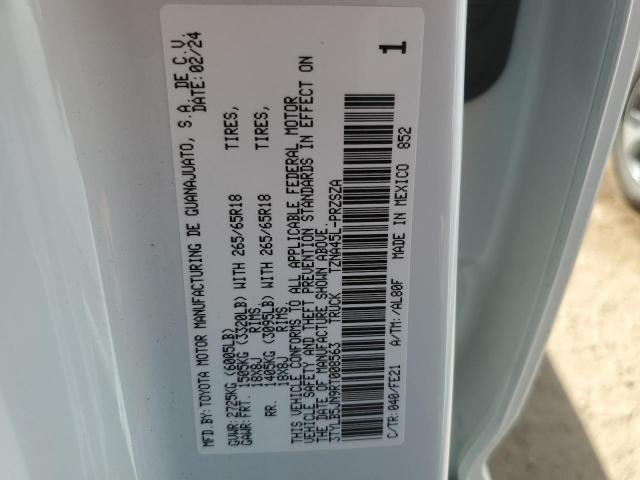 MFD.BY: TOYOTA MOTOR MANUFACTURING DE GUANAJUATO, S.A. DE C.V.
DATE: 02/24
GVWR: 2725KG (6005LB)
GAWR: FRT. 1505KG (3320LB) WITH 265/65R18 TIRES,
18X8J RIMS
RR. 1405KG (3095LB) WITH 265/65R18 TIRES,
18X8J RIMS
THIS VEHICLE CONFORMS TO ALL APPLICABLE FEDERAL MOTOR
VEHICLE SAFETY AND THEFT PREVENTION STANDARDS IN EFFECT ON
THE DATE OF MANUFACTURE SHOWN ABOVE.
3TYLB5JN9RT008563 TRUCK TZNA45L-PRZSZA
C/TR: 040/FE21 A/TM: /AL80F MADE IN MEXICO 852
1